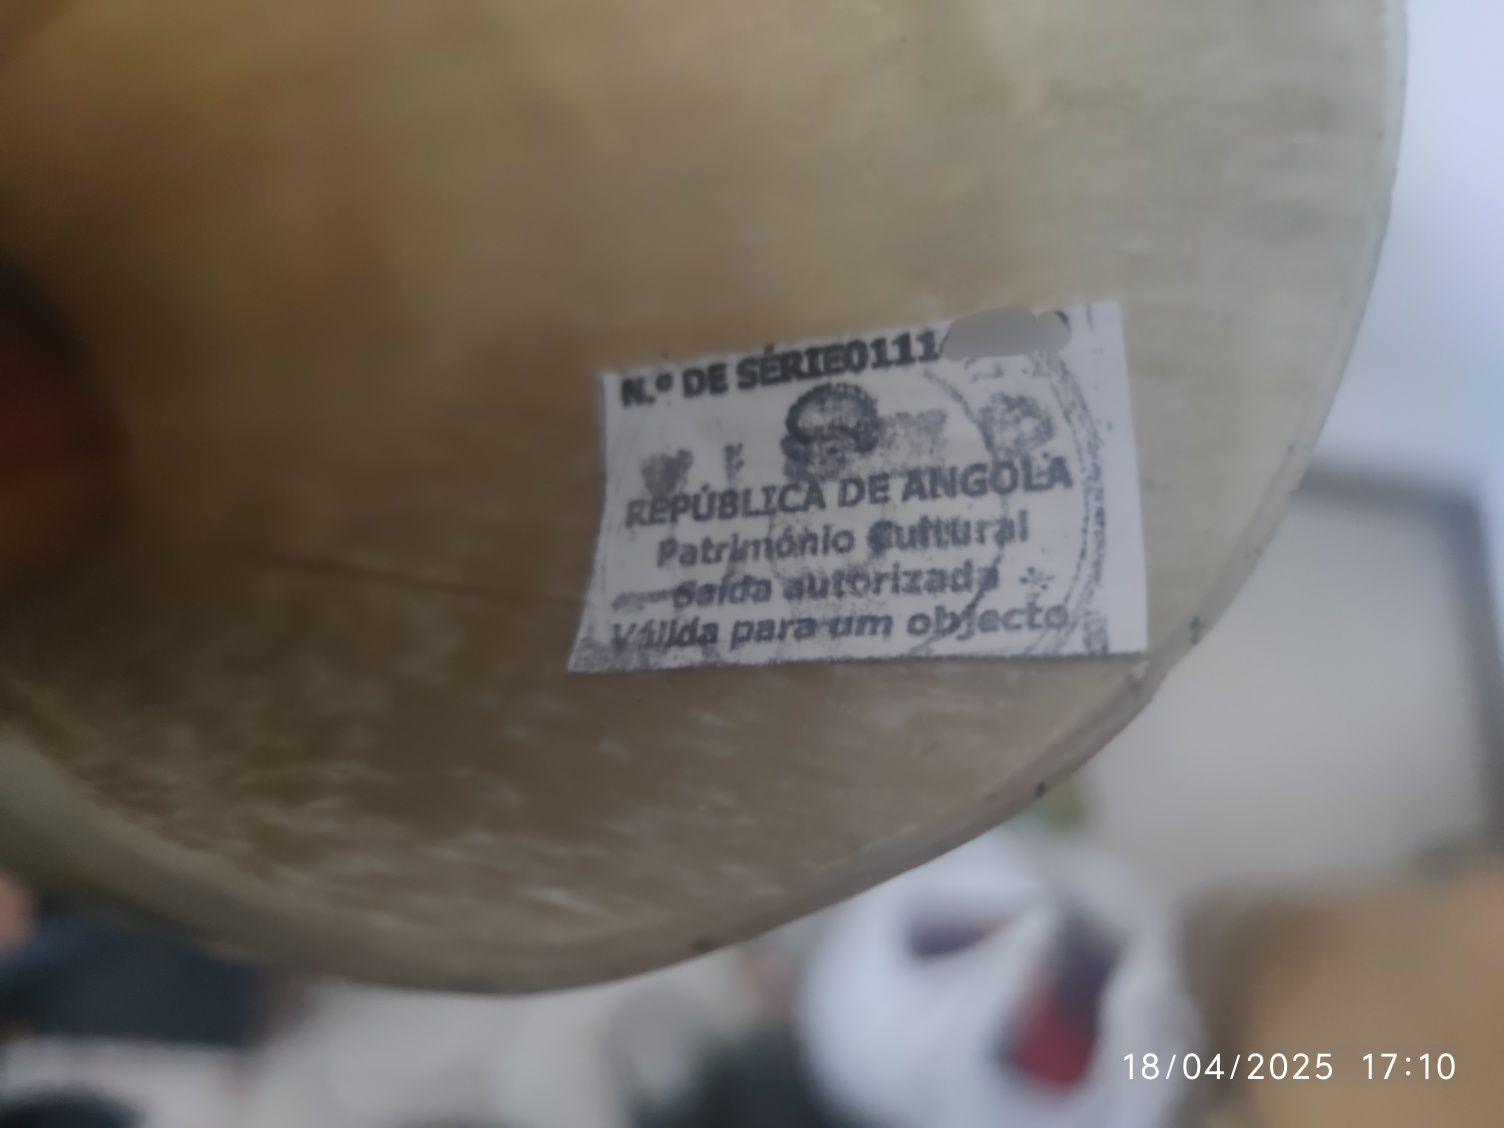 N.º DE SÉRIE0111
REPÚBLICA DE ANGOLA
Património Cultural
Saída autorizada
Válida para um objecto
18/04/2025 17:10